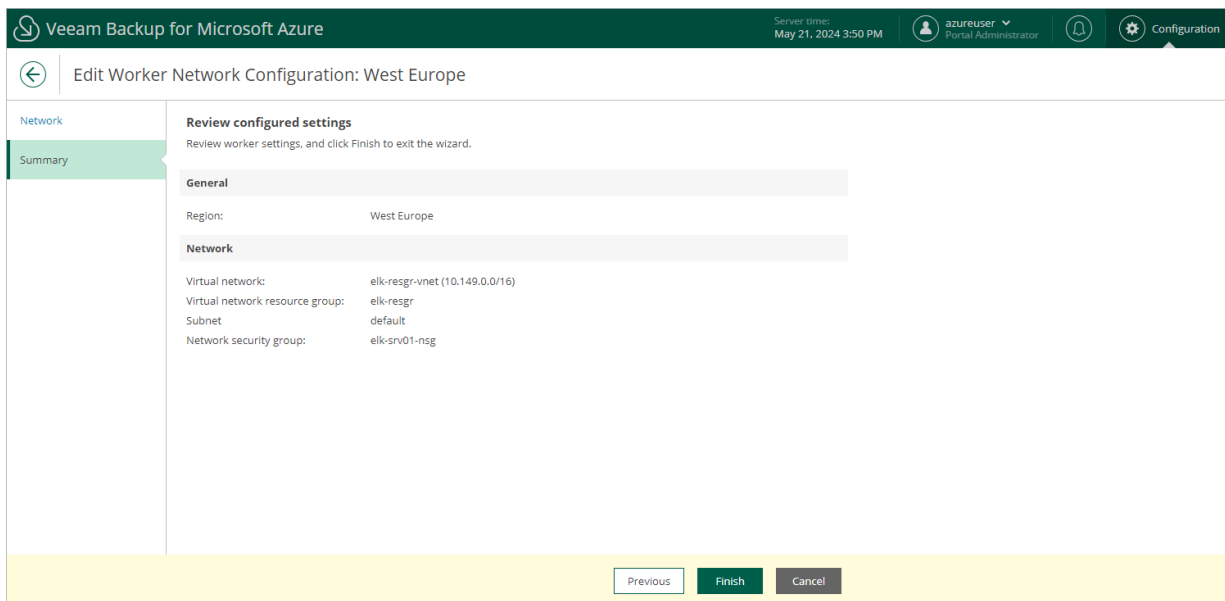 Veeam Backup for Microsoft Azure
Server time:
May 21, 2024 3:50 PM
azureuser
Portal Administrator
Configuration
Edit Worker Network Configuration: West Europe
Network
Summary
Review configured settings
Review worker settings, and click Finish to exit the wizard.
General
Region: West Europe
Network
Virtual network: elk-resgr-vnet (10.149.0.0/16)
Virtual network resource group: elk-resgr
Subnet default
Network security group: elk-srv01-nsg
Previous Finish Cancel